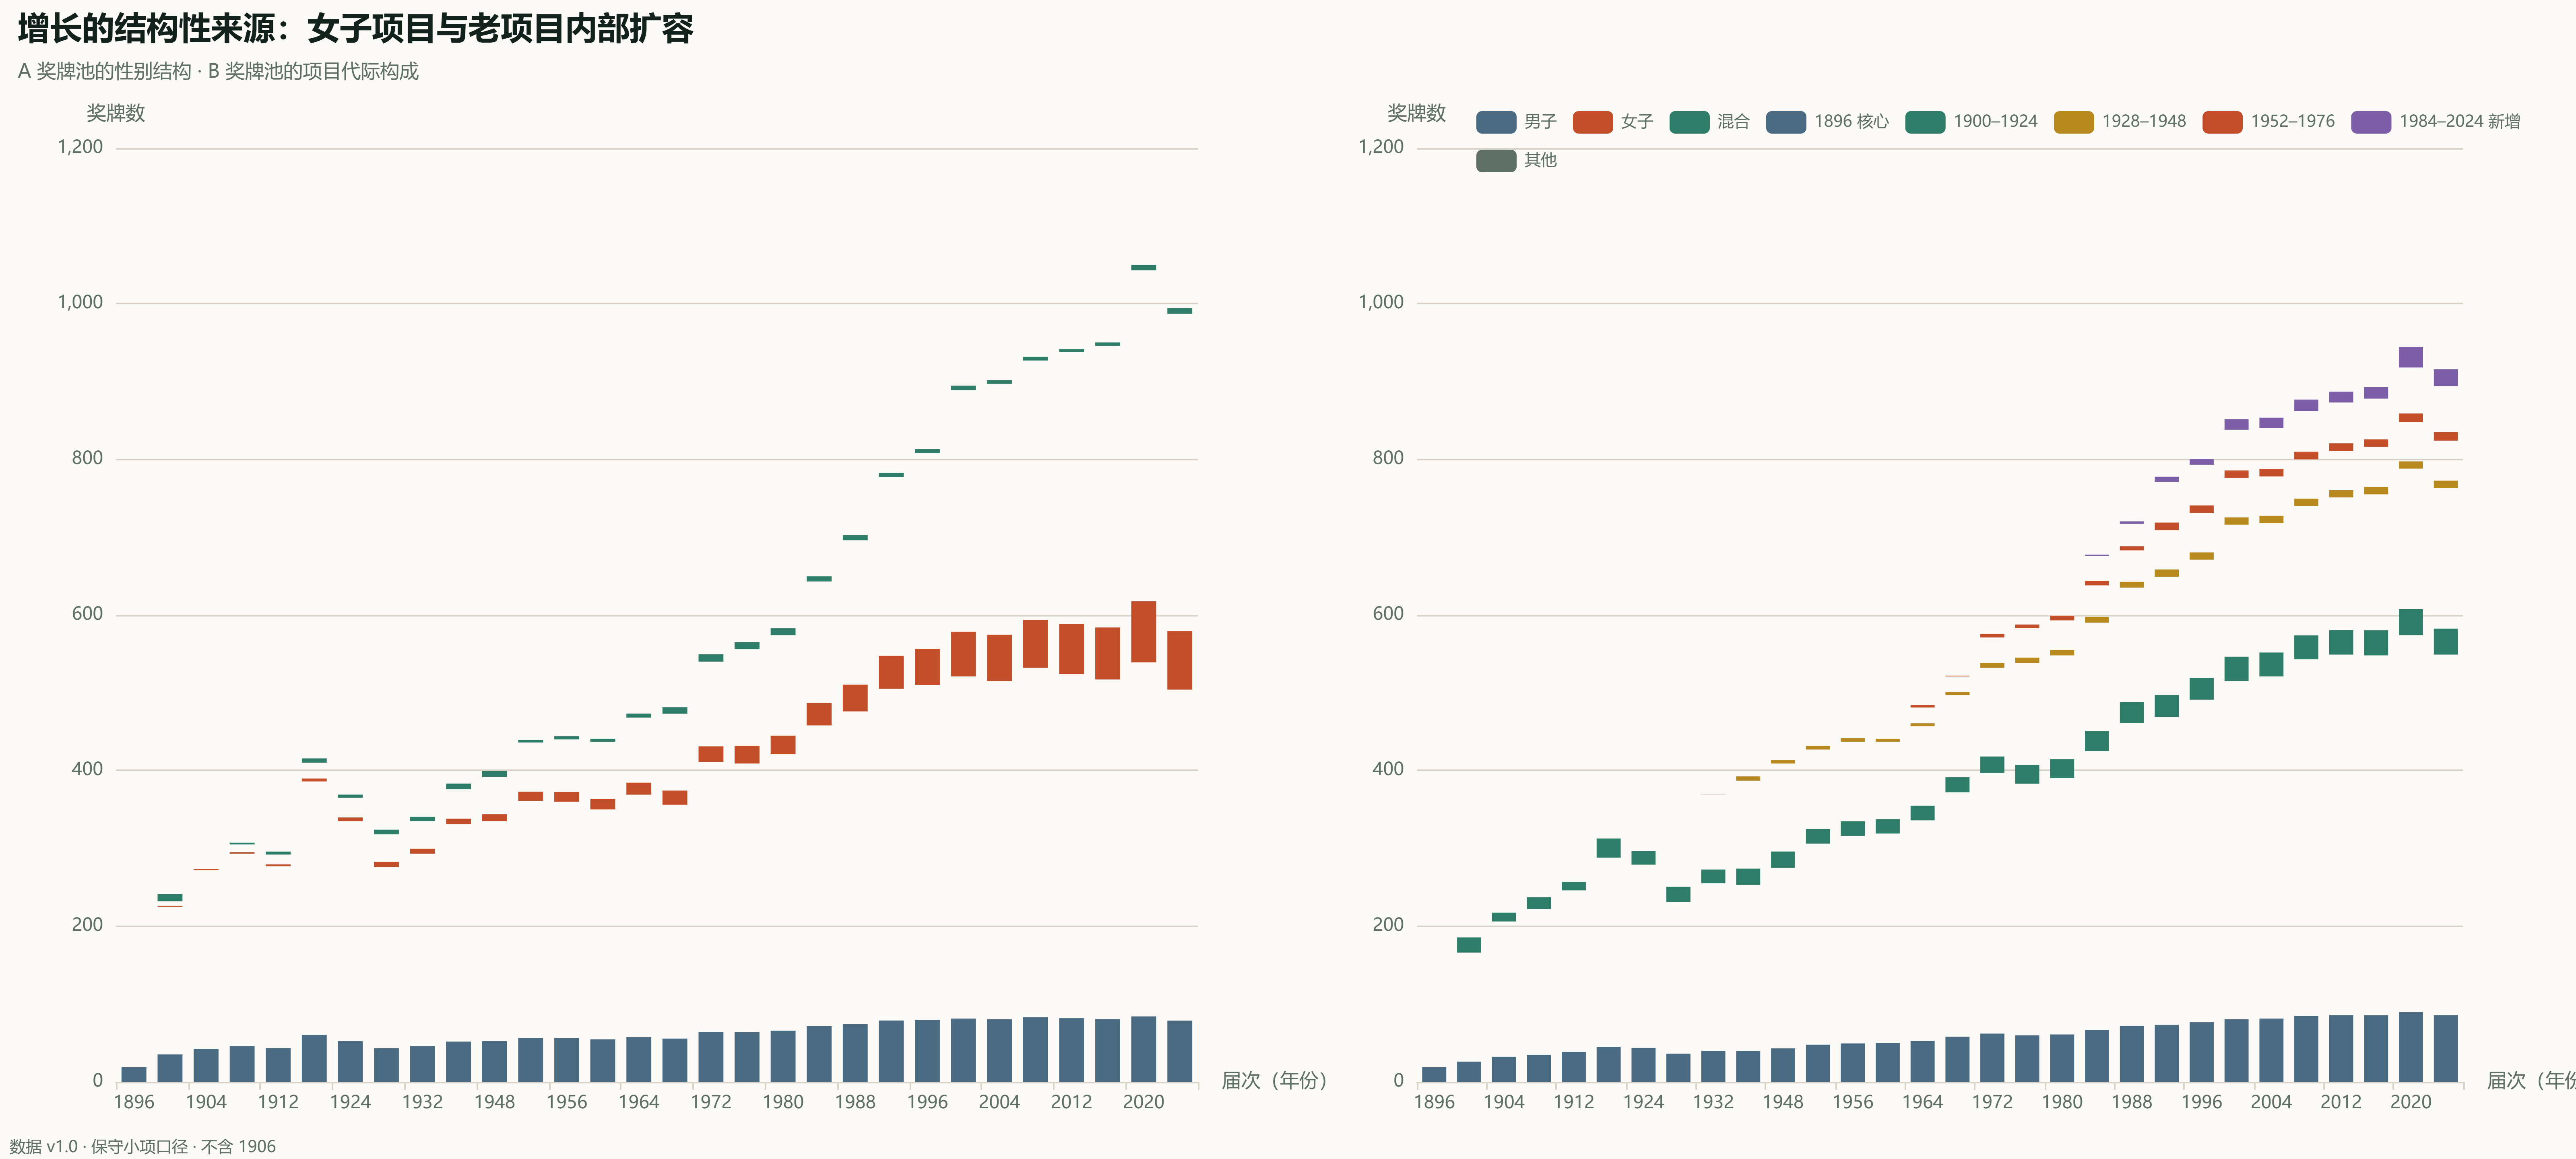 增长的结构性来源：女子项目与老项目内部扩容
A 奖牌池的性别结构 · B 奖牌池的项目代际构成
奖牌数
1,200
1,000
800
600
400
200
0
1896 1904 1912 1924 1932 1948 1956 1964 1972 1980 1988 1996 2004 2012 2020
届次（年份）
奖牌数
男子 女子 混合 1896 核心 1900–1924 1928–1948 1952–1976 1984–2024 新增
其他
1,200
1,000
800
600
400
200
0
1896 1904 1912 1924 1932 1948 1956 1964 1972 1980 1988 1996 2004 2012 2020
届次（年份
数据 v1.0 · 保守小项口径 · 不含 1906